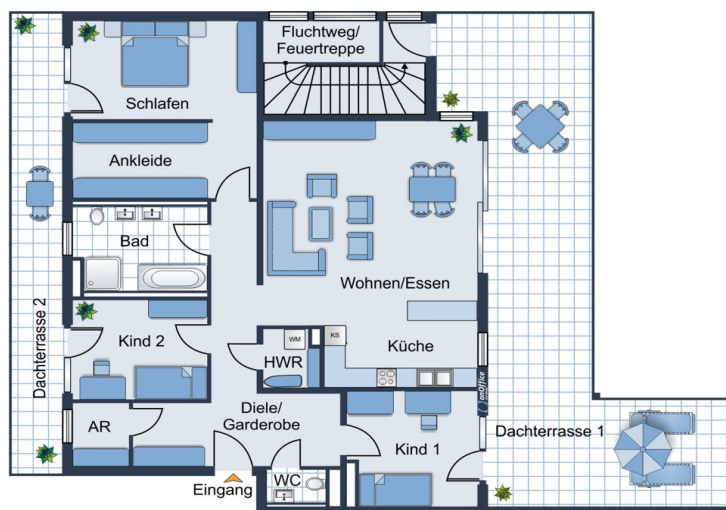 Fluchtweg/
Feuertreppe
Schlafen
Ankleide
Bad
Wohnen/Essen
Dachterrasse 2
Kind 2
WM
KS
HWR
Küche
onOffice
AR
Diele/
Garderobe
Kind 1
Dachterrasse 1
WC
Eingang